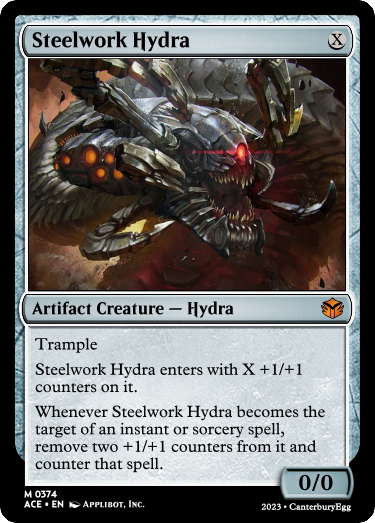 Steelwork Hydra X
Artifact Creature — Hydra
Trample
Steelwork Hydra enters with X +1/+1
counters on it.
Whenever Steelwork Hydra becomes the
target of an instant or sorcery spell,
remove two +1/+1 counters from it and
counter that spell.
0/0
M 0374
ACE • EN APPLIBOT, INC.
2023 • CanterburyEgg